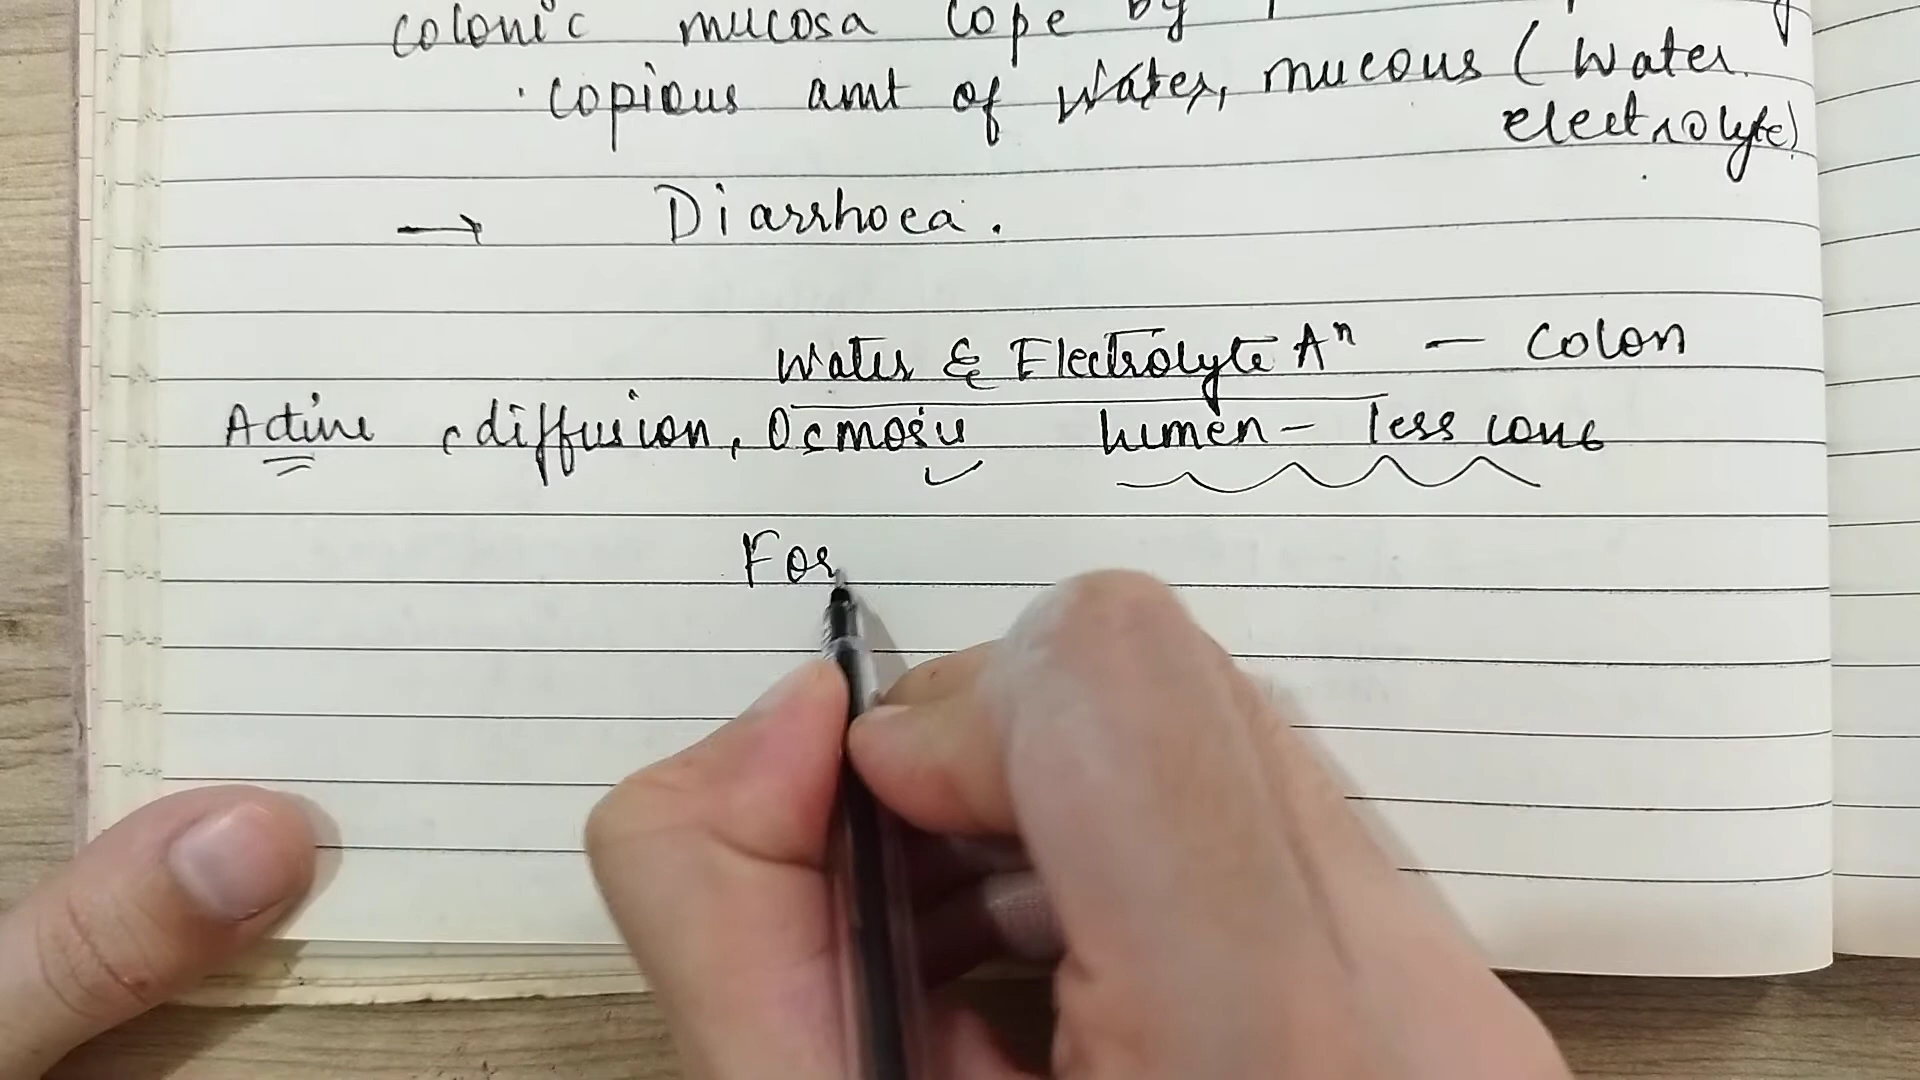 colonic mucosa cope by
· copious amt of water, mucous (water electrolyte)
→ Diarrhoea.
Water & Electrolyte Aⁿ — Colon
Active diffusion, Osmosis lumen – less conc
For